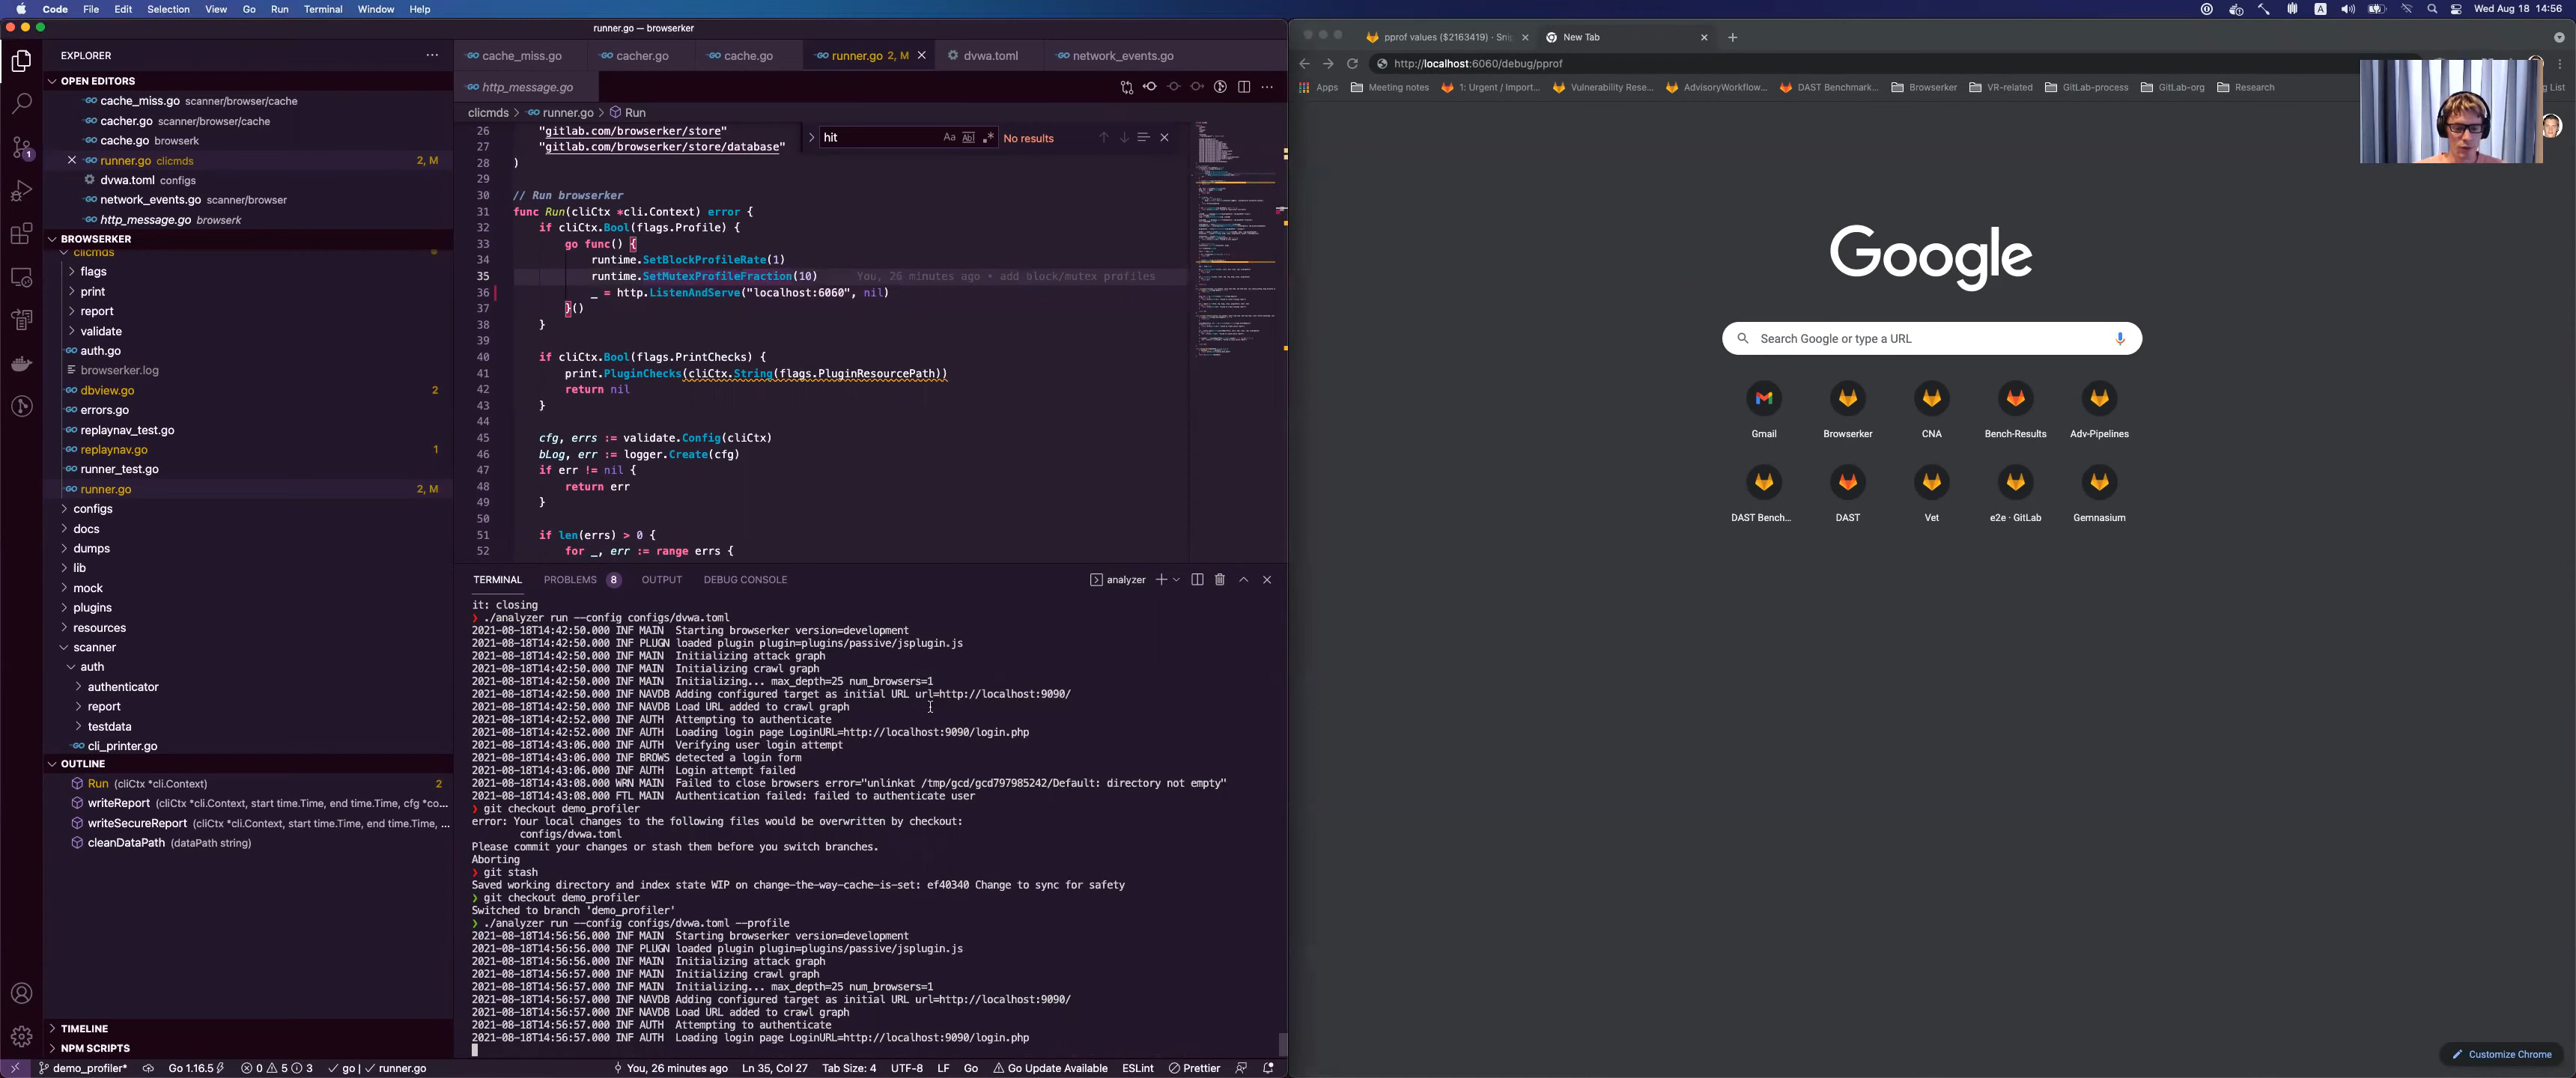 Code File Edit Selection View Go Run Terminal Window Help
Wed Aug 18 14:56
runner.go — browserker
EXPLORER
OPEN EDITORS
cache_miss.go scanner/browser/cache
cacher.go scanner/browser/cache
cache.go browserk
runner.go clicmds 2, M
dvwa.toml configs
network_events.go scanner/browser
http_message.go browserk
BROWSERKER
clicmds
flags
print
report
validate
auth.go
browserker.log
dbview.go 2
errors.go
replaynav_test.go
replaynav.go 1
runner_test.go
runner.go 2, M
configs
docs
dumps
lib
mock
plugins
resources
scanner
auth
authenticator
report
testdata
cli_printer.go
OUTLINE
Run (cliCtx *cli.Context) 2
writeReport (cliCtx *cli.Context, start time.Time, end time.Time, cfg *co...
writeSecureReport (cliCtx *cli.Context, start time.Time, end time.Time, ...
cleanDataPath (dataPath string)
TIMELINE
NPM SCRIPTS
cache_miss.go cacher.go cache.go runner.go 2, M dvwa.toml network_events.go
http_message.go
clicmds > runner.go > Run
hit
Aa Abl .* No results
26 "gitlab.com/browserker/store"
27 "gitlab.com/browserker/store/database"
28 )
29
30 // Run browserker
31 func Run(cliCtx *cli.Context) error {
32 if cliCtx.Bool(flags.Profile) {
33 go func() {
34 runtime.SetBlockProfileRate(1)
35 runtime.SetMutexProfileFraction(10) You, 26 minutes ago • add block/mutex profiles
36 _ = http.ListenAndServe("localhost:6060", nil)
37 }()
38 }
39
40 if cliCtx.Bool(flags.PrintChecks) {
41 print.PluginChecks(cliCtx.String(flags.PluginResourcePath))
42 return nil
43 }
44
45 cfg, errs := validate.Config(cliCtx)
46 bLog, err := logger.Create(cfg)
47 if err != nil {
48 return err
49 }
50
51 if len(errs) > 0 {
52 for _, err := range errs {
TERMINAL PROBLEMS 8 OUTPUT DEBUG CONSOLE analyzer
it: closing
❯ ./analyzer run --config configs/dvwa.toml
2021-08-18T14:42:50.000 INF MAIN Starting browserker version=development
2021-08-18T14:42:50.000 INF PLUGN loaded plugin plugin=plugins/passive/jsplugin.js
2021-08-18T14:42:50.000 INF MAIN Initializing attack graph
2021-08-18T14:42:50.000 INF MAIN Initializing crawl graph
2021-08-18T14:42:50.000 INF MAIN Initializing... max_depth=25 num_browsers=1
2021-08-18T14:42:50.000 INF NAVDB Adding configured target as initial URL url=http://localhost:9090/
2021-08-18T14:42:50.000 INF NAVDB Load URL added to crawl graph
2021-08-18T14:42:52.000 INF AUTH Attempting to authenticate
2021-08-18T14:42:52.000 INF AUTH Loading login page LoginURL=http://localhost:9090/login.php
2021-08-18T14:43:06.000 INF AUTH Verifying user login attempt
2021-08-18T14:43:06.000 INF BROWS detected a login form
2021-08-18T14:43:06.000 INF AUTH Login attempt failed
2021-08-18T14:43:08.000 WRN MAIN Failed to close browsers error="unlinkat /tmp/gcd/gcd797985242/Default: directory not empty"
2021-08-18T14:43:08.000 FTL MAIN Authentication failed: failed to authenticate user
❯ git checkout demo_profiler
error: Your local changes to the following files would be overwritten by checkout:
configs/dvwa.toml
Please commit your changes or stash them before you switch branches.
Aborting
❯ git stash
Saved working directory and index state WIP on change-the-way-cache-is-set: ef40340 Change to sync for safety
❯ git checkout demo_profiler
Switched to branch 'demo_profiler'
❯ ./analyzer run --config configs/dvwa.toml --profile
2021-08-18T14:56:56.000 INF MAIN Starting browserker version=development
2021-08-18T14:56:56.000 INF PLUGN loaded plugin plugin=plugins/passive/jsplugin.js
2021-08-18T14:56:56.000 INF MAIN Initializing attack graph
2021-08-18T14:56:57.000 INF MAIN Initializing crawl graph
2021-08-18T14:56:57.000 INF MAIN Initializing... max_depth=25 num_browsers=1
2021-08-18T14:56:57.000 INF NAVDB Adding configured target as initial URL url=http://localhost:9090/
2021-08-18T14:56:57.000 INF NAVDB Load URL added to crawl graph
2021-08-18T14:56:57.000 INF AUTH Attempting to authenticate
2021-08-18T14:56:57.000 INF AUTH Loading login page LoginURL=http://localhost:9090/login.php
demo_profiler* Go 1.16.5 0 5 3 go | runner.go You, 26 minutes ago Ln 35, Col 27 Tab Size: 4 UTF-8 LF Go Go Update Available ESLint Prettier
pprof values ($2163419) · Sni New Tab
http://localhost:6060/debug/pprof
Apps Meeting notes 1: Urgent / Import... Vulnerability Rese... AdvisoryWorkflow... DAST Benchmark... Browserker VR-related GitLab-process GitLab-org Research
Google
Search Google or type a URL
Gmail Browserker CNA Bench-Results Adv-Pipelines
DAST Bench... DAST Vet e2e · GitLab Gemnasium
Customize Chrome